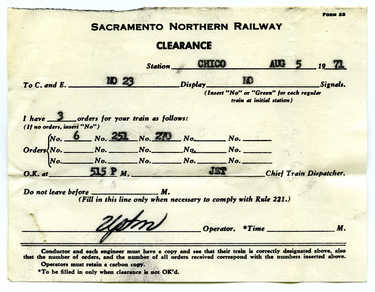 FORM 28
SACRAMENTO NORTHERN RAILWAY
CLEARANCE
Station CHICO AUG 5 1971
To C. and E. NO 23 Display NO Signals.
(Insert "No" or "Green" for each regular
train at initial station)
I have 3 orders for your train as follows:
(If no orders, insert "No")
Orders No. 6 No. 251 No. 270 No. No.
No. No. No. No. No.
No. No. No. No. No.
O.K. at 515 P M. JST Chief Train Dispatcher.
Do not leave before M.
(Fill in this line only when necessary to comply with Rule 221.)
Upton Operator. *Time M.
Conductor and each engineer must have a copy and see that their train is correctly designated above, also
that the number of orders, and the number of all orders received correspond with the numbers inserted above.
Operators must retain a carbon copy.
*To be filled in only when clearance is not OK'd.